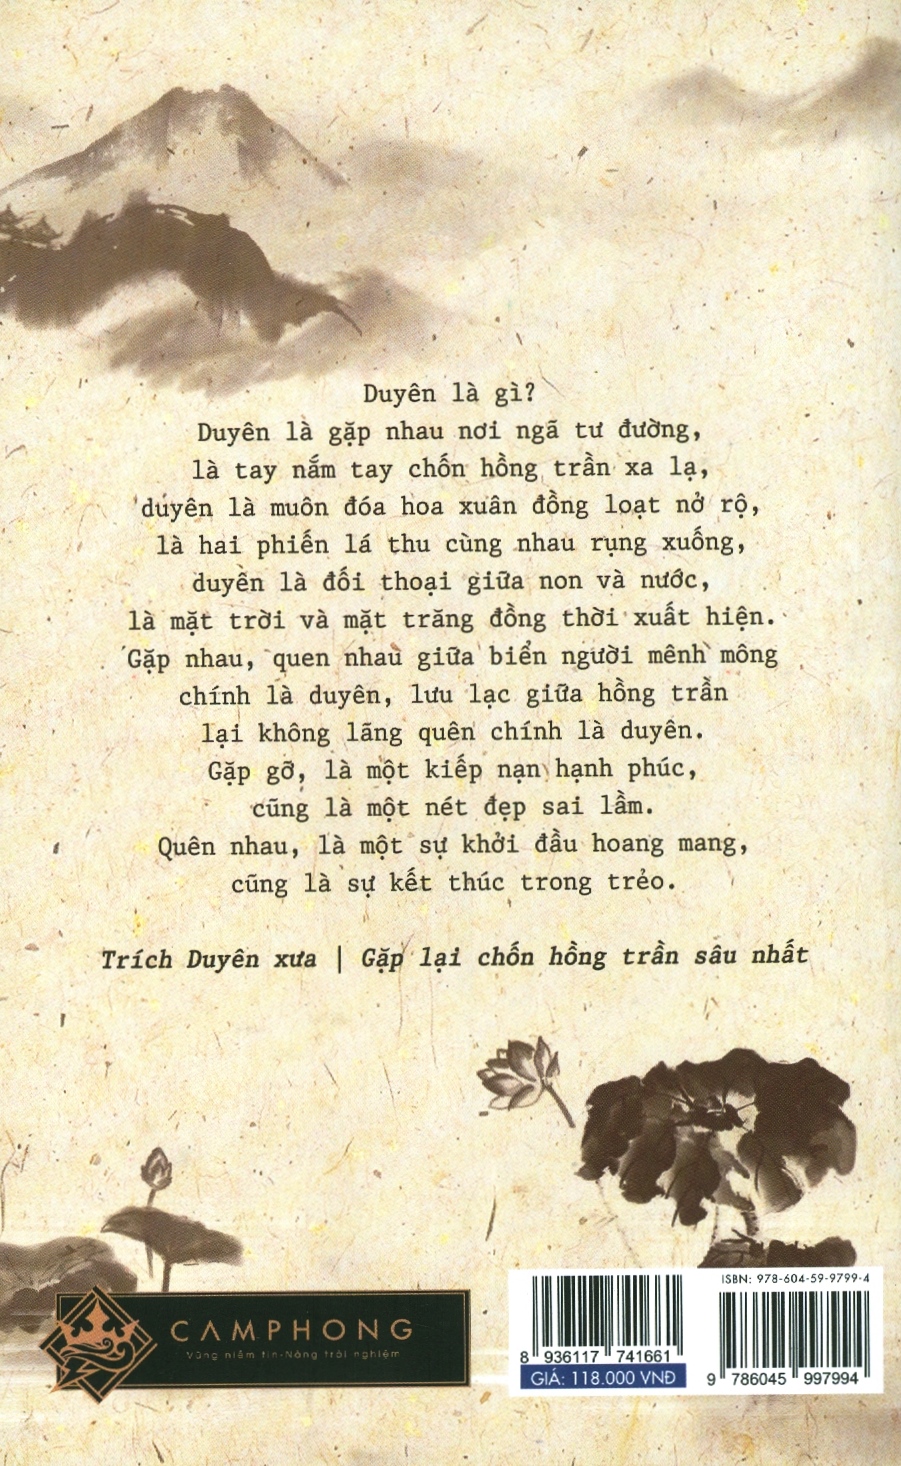 Duyên là gì?
Duyên là gặp nhau nơi ngã tư đường,
là tay nắm tay chốn hồng trần xa lạ,
duyên là muôn đóa hoa xuân đồng loạt nở rộ,
là hai phiến lá thu cùng nhau rụng xuống,
duyên là đối thoại giữa non và nước,
là mặt trời và mặt trăng đồng thời xuất hiện.
Gặp nhau, quen nhau giữa biển người mênh mông
chính là duyên, lưu lạc giữa hồng trần
lại không lãng quên chính là duyên.
Gặp gỡ, là một kiếp nạn hạnh phúc,
cũng là một nét đẹp sai lầm.
Quên nhau, là một sự khởi đầu hoang mang,
cũng là sự kết thúc trong trẻo.
Trích Duyên xưa | Gặp lại chốn hồng trần sâu nhất
CAMPHONG
Vững niềm tin-Nâng trải nghiệm
8 936117 741661
GIÁ: 118.000 VNĐ
ISBN: 978-604-59-9799-4
9 786045 997994